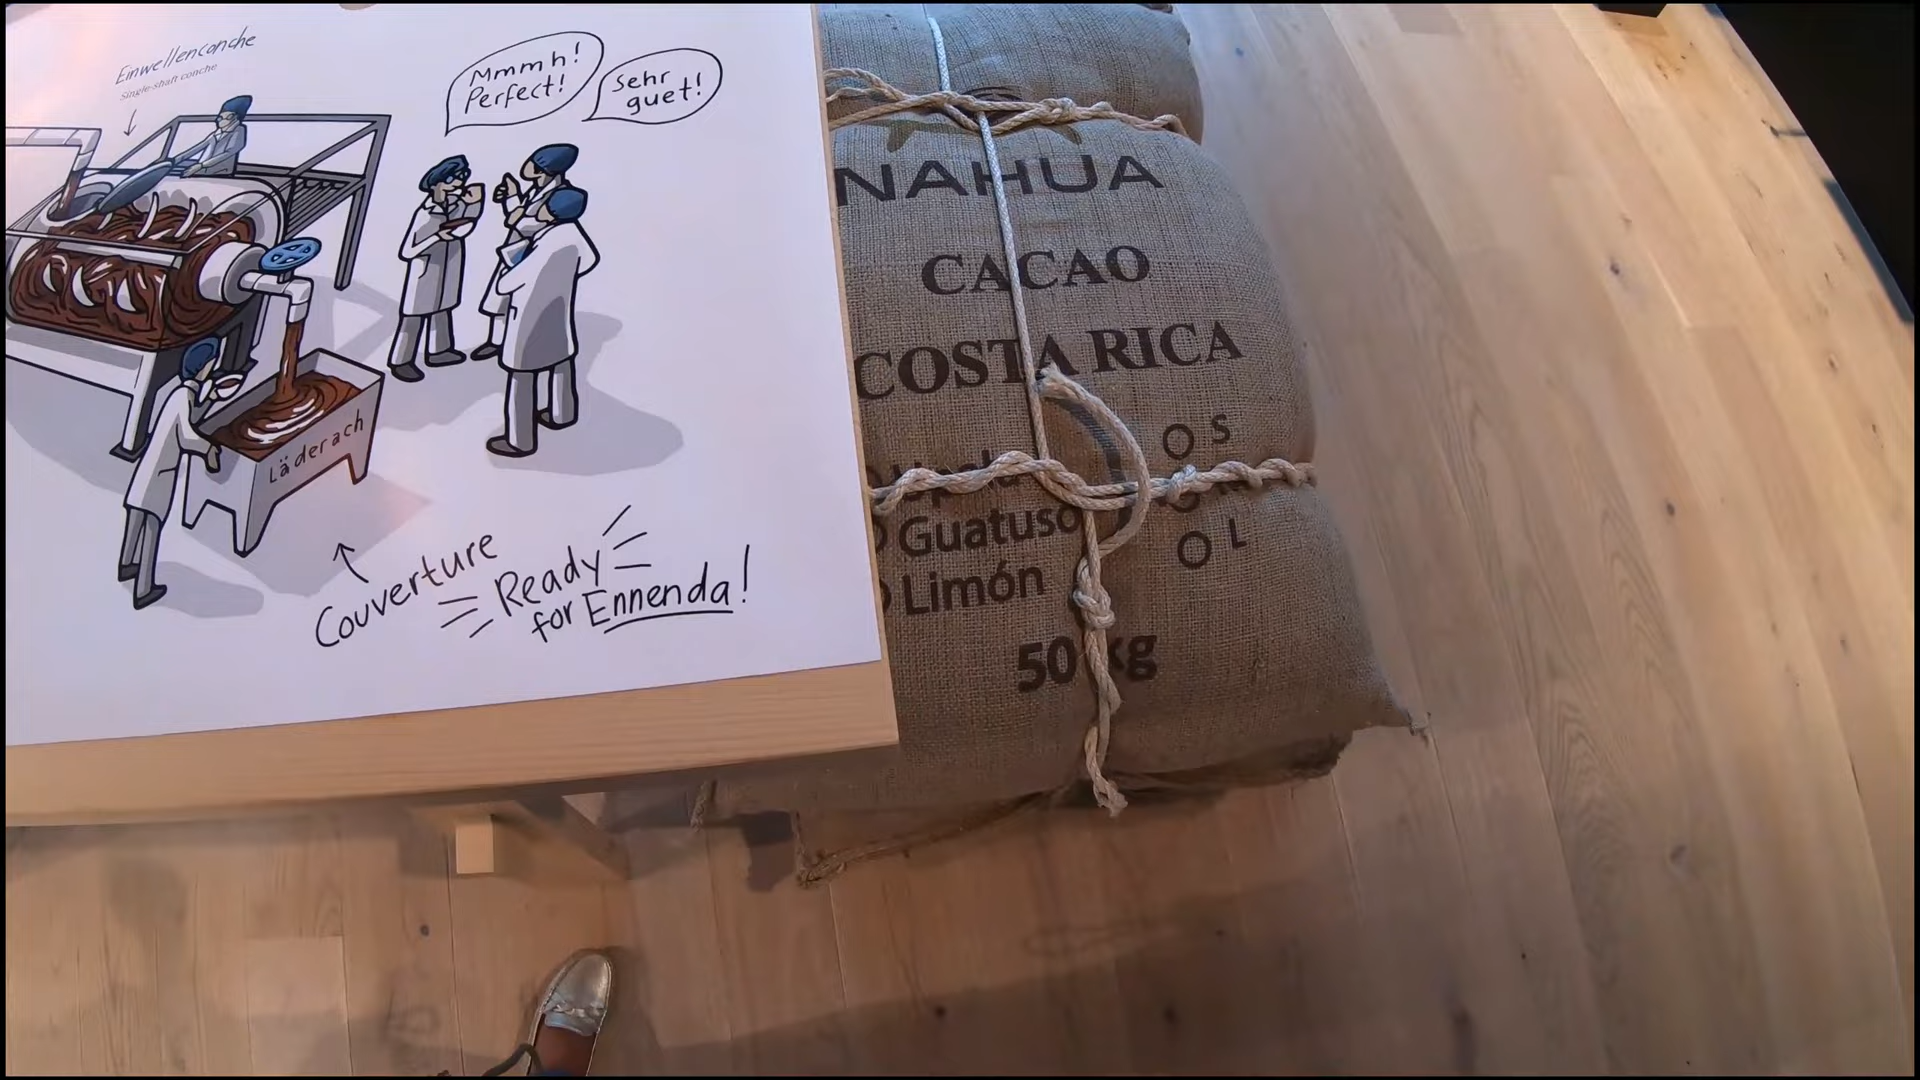 Einwellenconche
Single-shaft conche
Mmmh!
Perfect!
Sehr
guet!
Läderach
Couverture
Ready
for Ennenda!
NAHUA
CACAO
COSTA RICA
Guatuso
Limón
50 kg
O S
O L